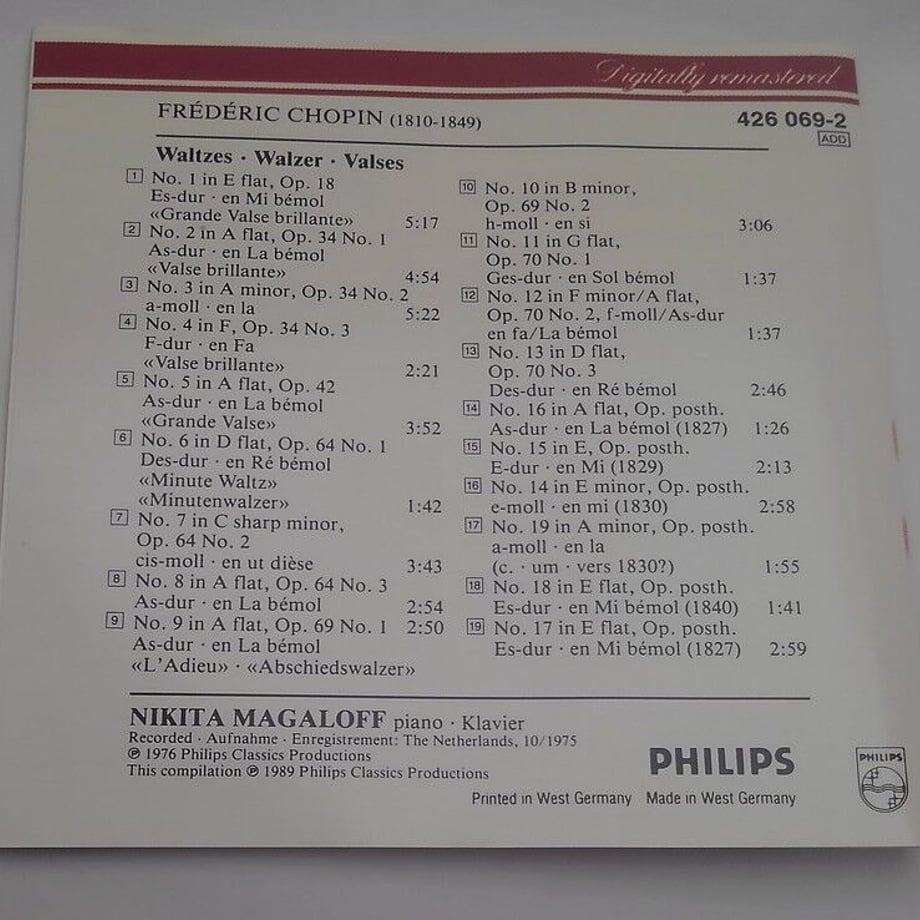 Digitally remastered
FRÉDÉRIC CHOPIN (1810-1849)
426 069-2
ADD
Waltzes · Walzer · Valses
1 No. 1 in E flat, Op. 18
Es-dur · en Mi bémol
«Grande Valse brillante» 5:17
2 No. 2 in A flat, Op. 34 No. 1
As-dur · en La bémol
«Valse brillante» 4:54
3 No. 3 in A minor, Op. 34 No. 2
a-moll · en la 5:22
4 No. 4 in F, Op. 34 No. 3
F-dur · en Fa
«Valse brillante» 2:21
5 No. 5 in A flat, Op. 42
As-dur · en La bémol
«Grande Valse» 3:52
6 No. 6 in D flat, Op. 64 No. 1
Des-dur · en Ré bémol
«Minute Waltz»
«Minutenwalzer» 1:42
7 No. 7 in C sharp minor,
Op. 64 No. 2
cis-moll · en ut dièse 3:43
8 No. 8 in A flat, Op. 64 No. 3
As-dur · en La bémol 2:54
9 No. 9 in A flat, Op. 69 No. 1 2:50
As-dur · en La bémol
«L'Adieu» · «Abschiedswalzer»
10 No. 10 in B minor,
Op. 69 No. 2
h-moll · en si 3:06
11 No. 11 in G flat,
Op. 70 No. 1
Ges-dur · en Sol bémol 1:37
12 No. 12 in F minor/A flat,
Op. 70 No. 2, f-moll/As-dur
en fa/La bémol 1:37
13 No. 13 in D flat,
Op. 70 No. 3
Des-dur · en Ré bémol 2:46
14 No. 16 in A flat, Op. posth.
As-dur · en La bémol (1827) 1:26
15 No. 15 in E, Op. posth.
E-dur · en Mi (1829) 2:13
16 No. 14 in E minor, Op. posth.
e-moll · en mi (1830) 2:58
17 No. 19 in A minor, Op. posth.
a-moll · en la
(c. · um · vers 1830?) 1:55
18 No. 18 in E flat, Op. posth.
Es-dur · en Mi bémol (1840) 1:41
19 No. 17 in E flat, Op. posth.
Es-dur · en Mi bémol (1827) 2:59
NIKITA MAGALOFF piano · Klavier
Recorded · Aufnahme · Enregistrement: The Netherlands, 10/1975
℗ 1976 Philips Classics Productions
This compilation ℗ 1989 Philips Classics Productions
PHILIPS
Printed in West Germany Made in West Germany
PHILIPS